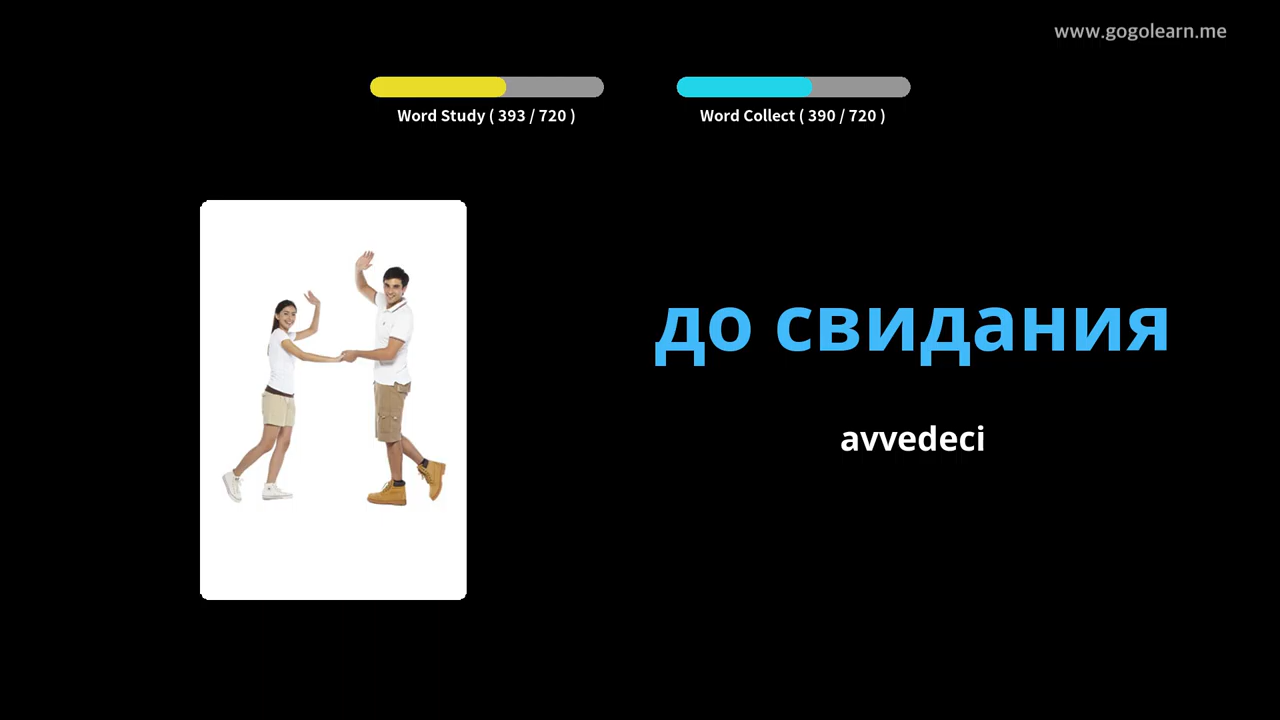 www.gogolearn.me
Word Study ( 393 / 720 )
Word Collect ( 390 / 720 )
до свидания
avvedeci